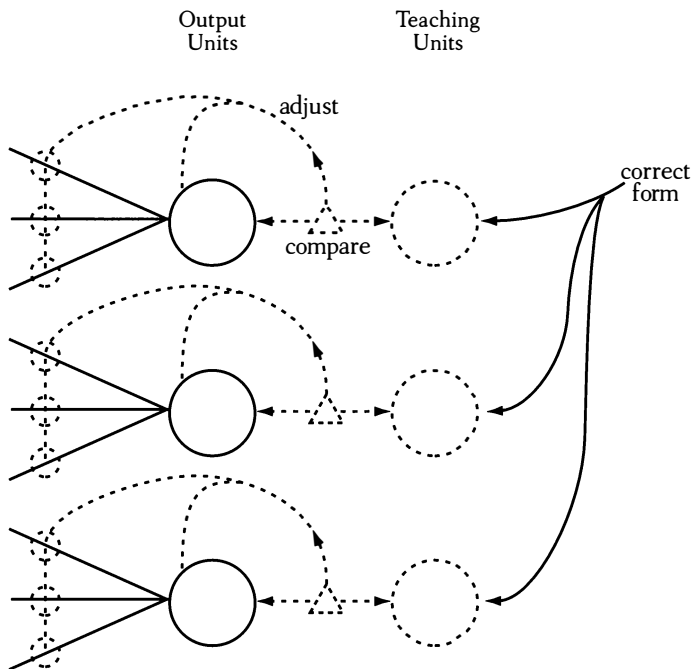 Output
Units
Teaching
Units
adjust
correct
form
compare